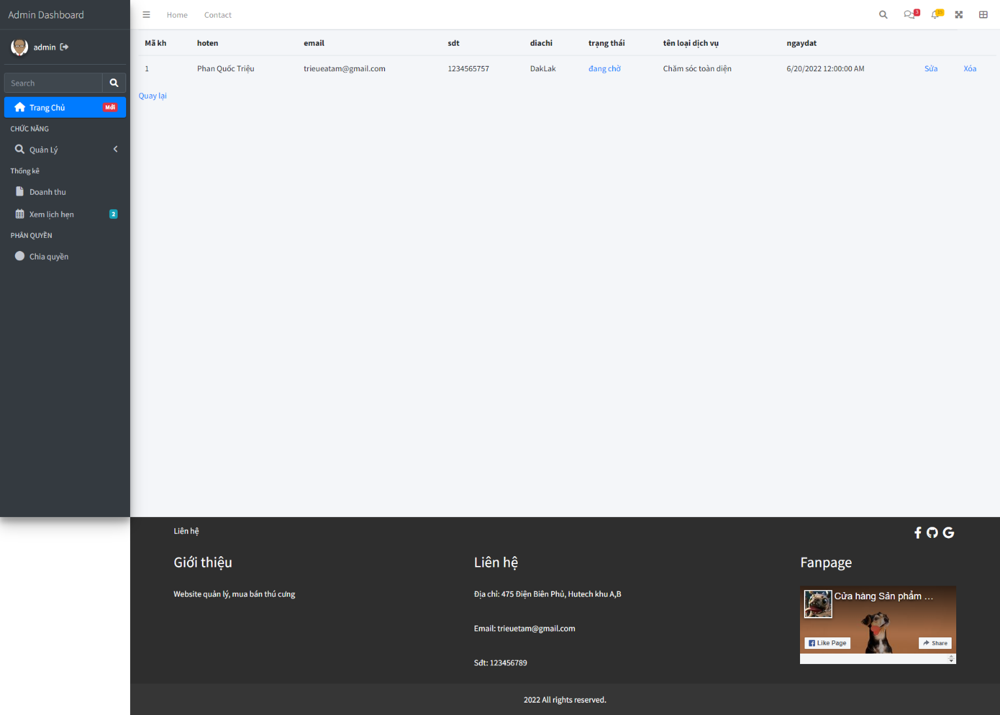 Admin Dashboard
Home
Contact
3
15
admin
Search
Trang Chủ
Mới
CHỨC NĂNG
Quản Lý
Thống kê
Doanh thu
Xem lịch hẹn
2
PHÂN QUYỀN
Chia quyền
Mã kh hoten email sdt diachi trạng thái tên loại dịch vụ ngaydat
1 Phan Quốc Triệu trieueatam@gmail.com 1234565757 DakLak đang chờ Chăm sóc toàn diện 6/20/2022 12:00:00 AM Sửa Xóa
Quay lại
Liên hệ
Giới thiệu
Website quản lý, mua bán thú cưng
Liên hệ
Địa chỉ: 475 Điện Biên Phủ, Hutech khu A,B
Email: trieuetam@gmail.com
Sđt: 123456789
Fanpage
Cửa hàng Sản phẩm ...
Like Page
Share
2022 All rights reserved.